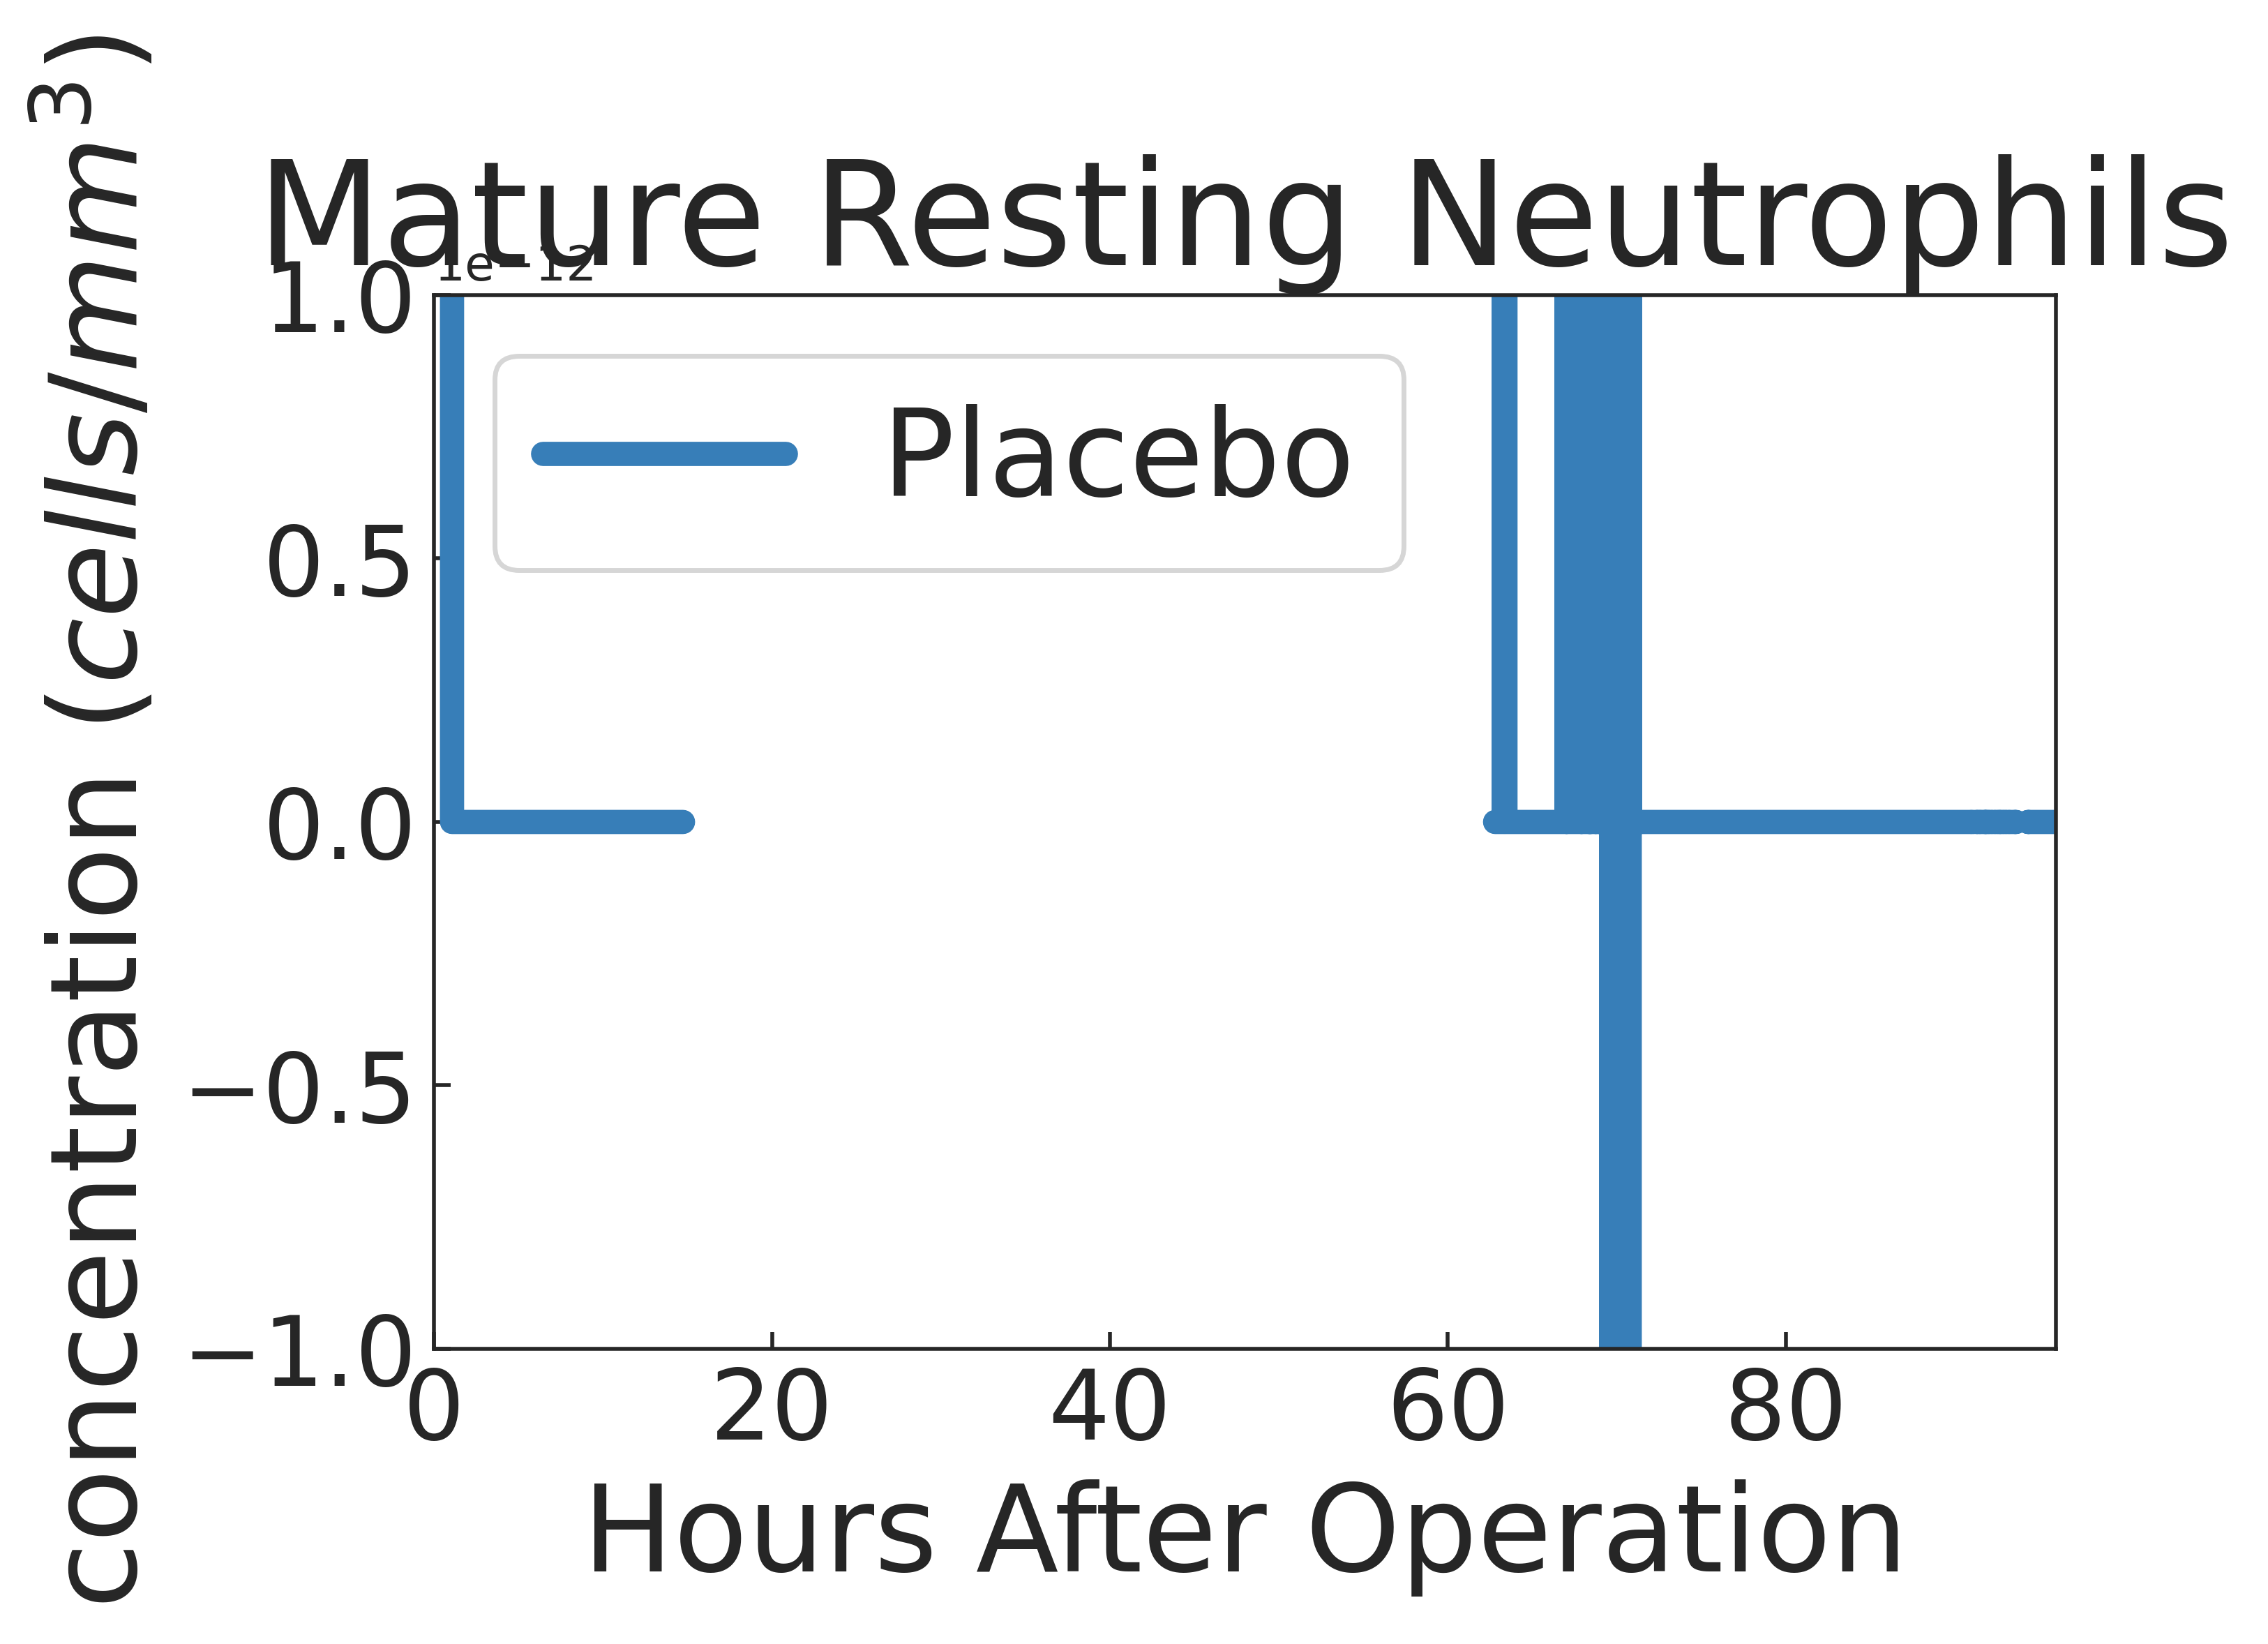 Mature Resting Neutrophils
1e−12
concentration (cells/mm³)
1.0
0.5
0.0
−0.5
−1.0
Placebo
0 20 40 60 80
Hours After Operation